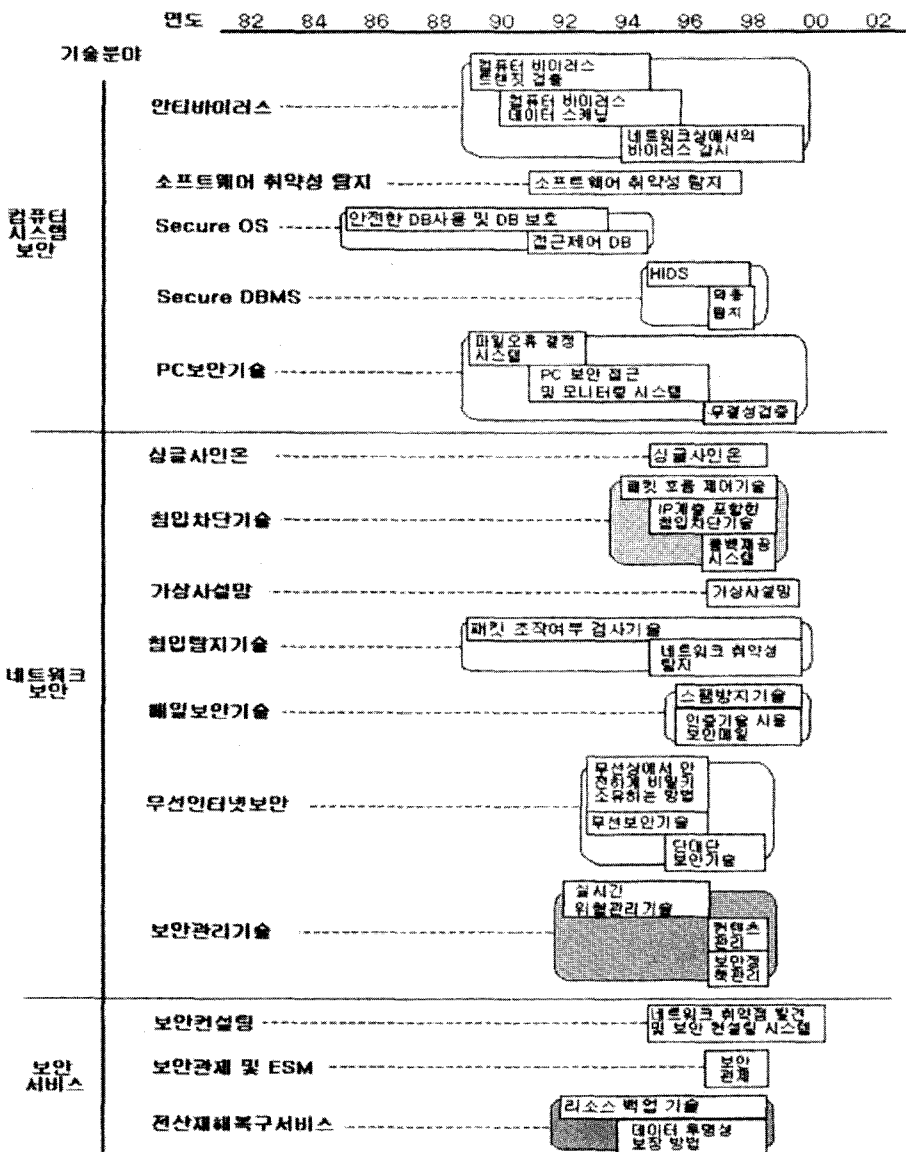 년도 82 84 86 88 90 92 94 96 98 00 02
기술분야
컴퓨터
시스템
보안
안티바이러스
컴퓨터 바이러스
트랜짓 검출
컴퓨터 바이러스
데이터 스캐닝
네트워크상에서의
바이러스 감시
소프트웨어 취약성 탐지
소프트웨어 취약성 탐지
Secure OS
안전한 DB사용 및 DB 보호
접근제어 DB
Secure DBMS
HIDS
탐지
PC보안기술
파일오류 결정
시스템
PC 보안 접근
및 모니터링 시스템
무결성검증
네트워크
보안
싱글사인온
싱글사인온
침입차단기술
패킷 흐름 제어기술
IP계층 포함한
침입차단기술
롤백제공
시스템
가상사설망
가상사설망
침입탐지기술
패킷 조작여부 검사기술
네트워크 취약성
탐지
메일보안기술
스팸방지기술
인증기술 사용
보안메일
무선인터넷보안
무선상에서 안
전하게 비밀키
소유하는 방법
무선보안기술
단대단
보안기술
보안관리기술
실시간
위험관리기술
컨텐츠
관리
보안정
책관리
보안
서비스
보안컨설팅
네트워크 취약점 발견
및 보안 컨설팅 시스템
보안관제 및 ESM
보안
관제
전산재해복구서비스
리소스 백업 기술
데이터 투명성
보장 방법